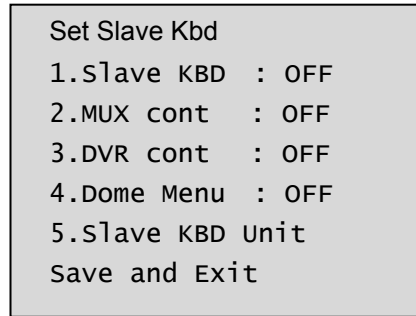 Set Slave Kbd
1.Slave KBD : OFF
2.MUX cont : OFF
3.DVR cont : OFF
4.Dome Menu : OFF
5.Slave KBD Unit
Save and Exit